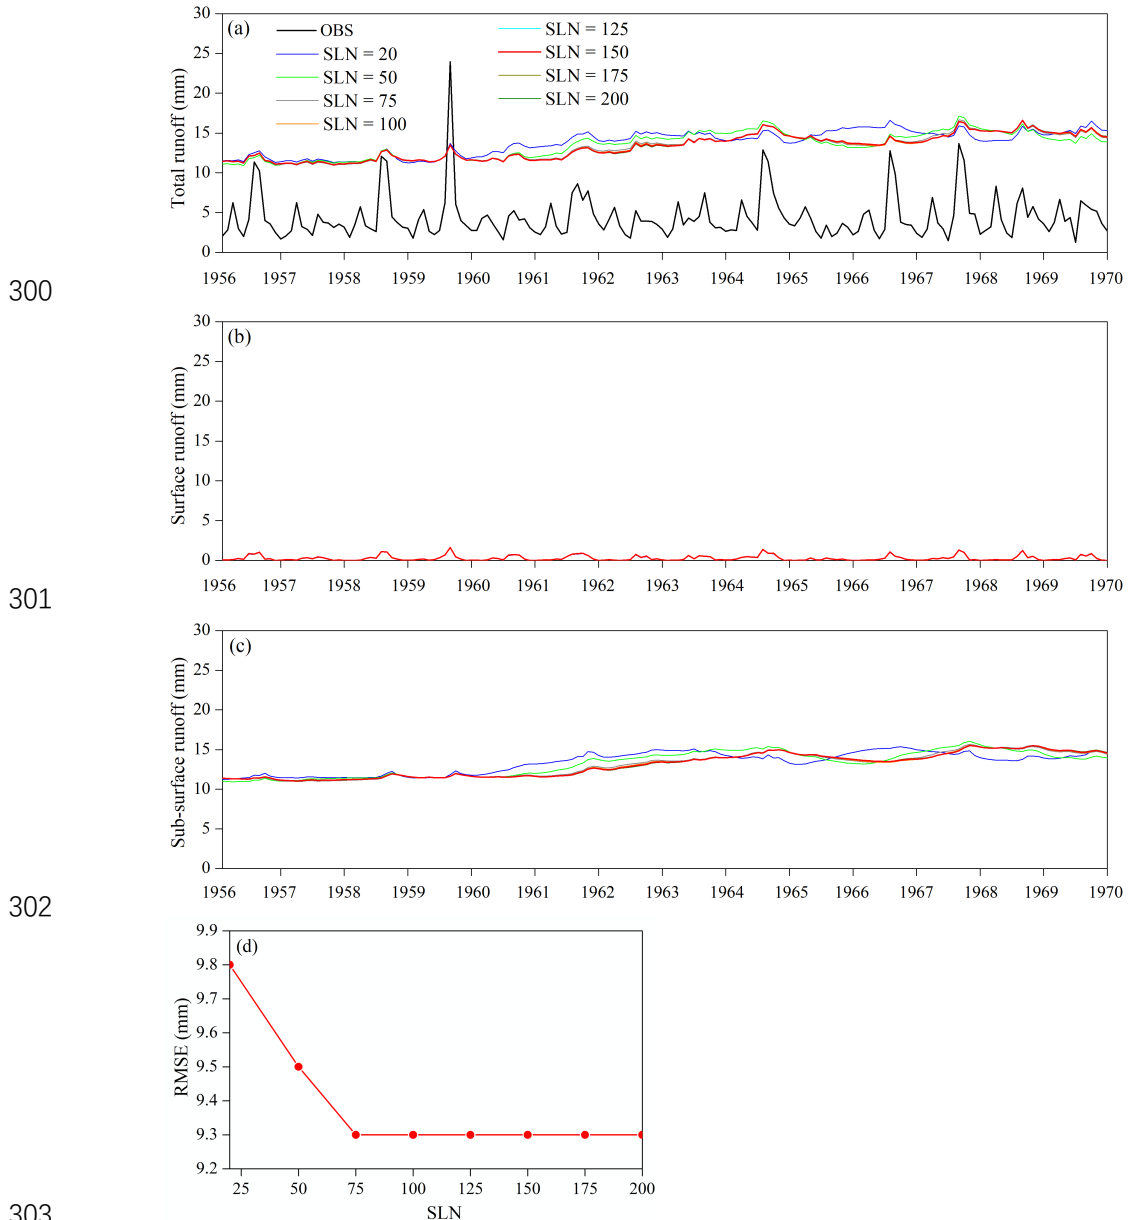 30
(a)
OBS
SLN = 125
SLN = 20
SLN = 150
SLN = 50
SLN = 175
SLN = 75
SLN = 200
SLN = 100
25
20
15
10
5
0
Total runoff (mm)
1956 1957 1958 1959 1960 1961 1962 1963 1964 1965 1966 1967 1968 1969 1970
300
30
(b)
25
20
15
10
5
0
Surface runoff (mm)
1956 1957 1958 1959 1960 1961 1962 1963 1964 1965 1966 1967 1968 1969 1970
301
30
(c)
25
20
15
10
5
0
Sub-surface runoff (mm)
1956 1957 1958 1959 1960 1961 1962 1963 1964 1965 1966 1967 1968 1969 1970
302
9.9
(d)
9.8
9.7
9.6
9.5
9.4
9.3
9.2
RMSE (mm)
25 50 75 100 125 150 175 200
SLN
303